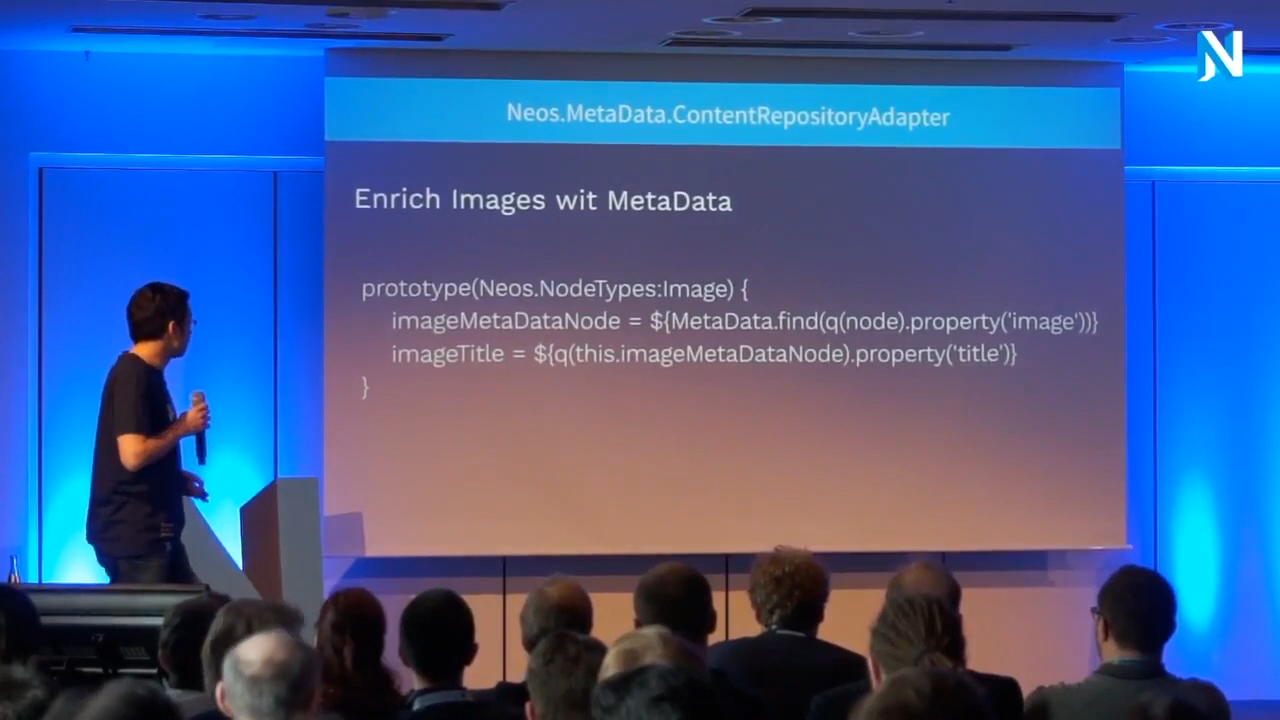 Neos.MetaData.ContentRepositoryAdapter
Enrich Images wit MetaData
prototype(Neos.NodeTypes:Image) {
imageMetaDataNode = ${MetaData.find(q(node).property('image'))}
imageTitle = ${q(this.imageMetaDataNode).property('title')}
}